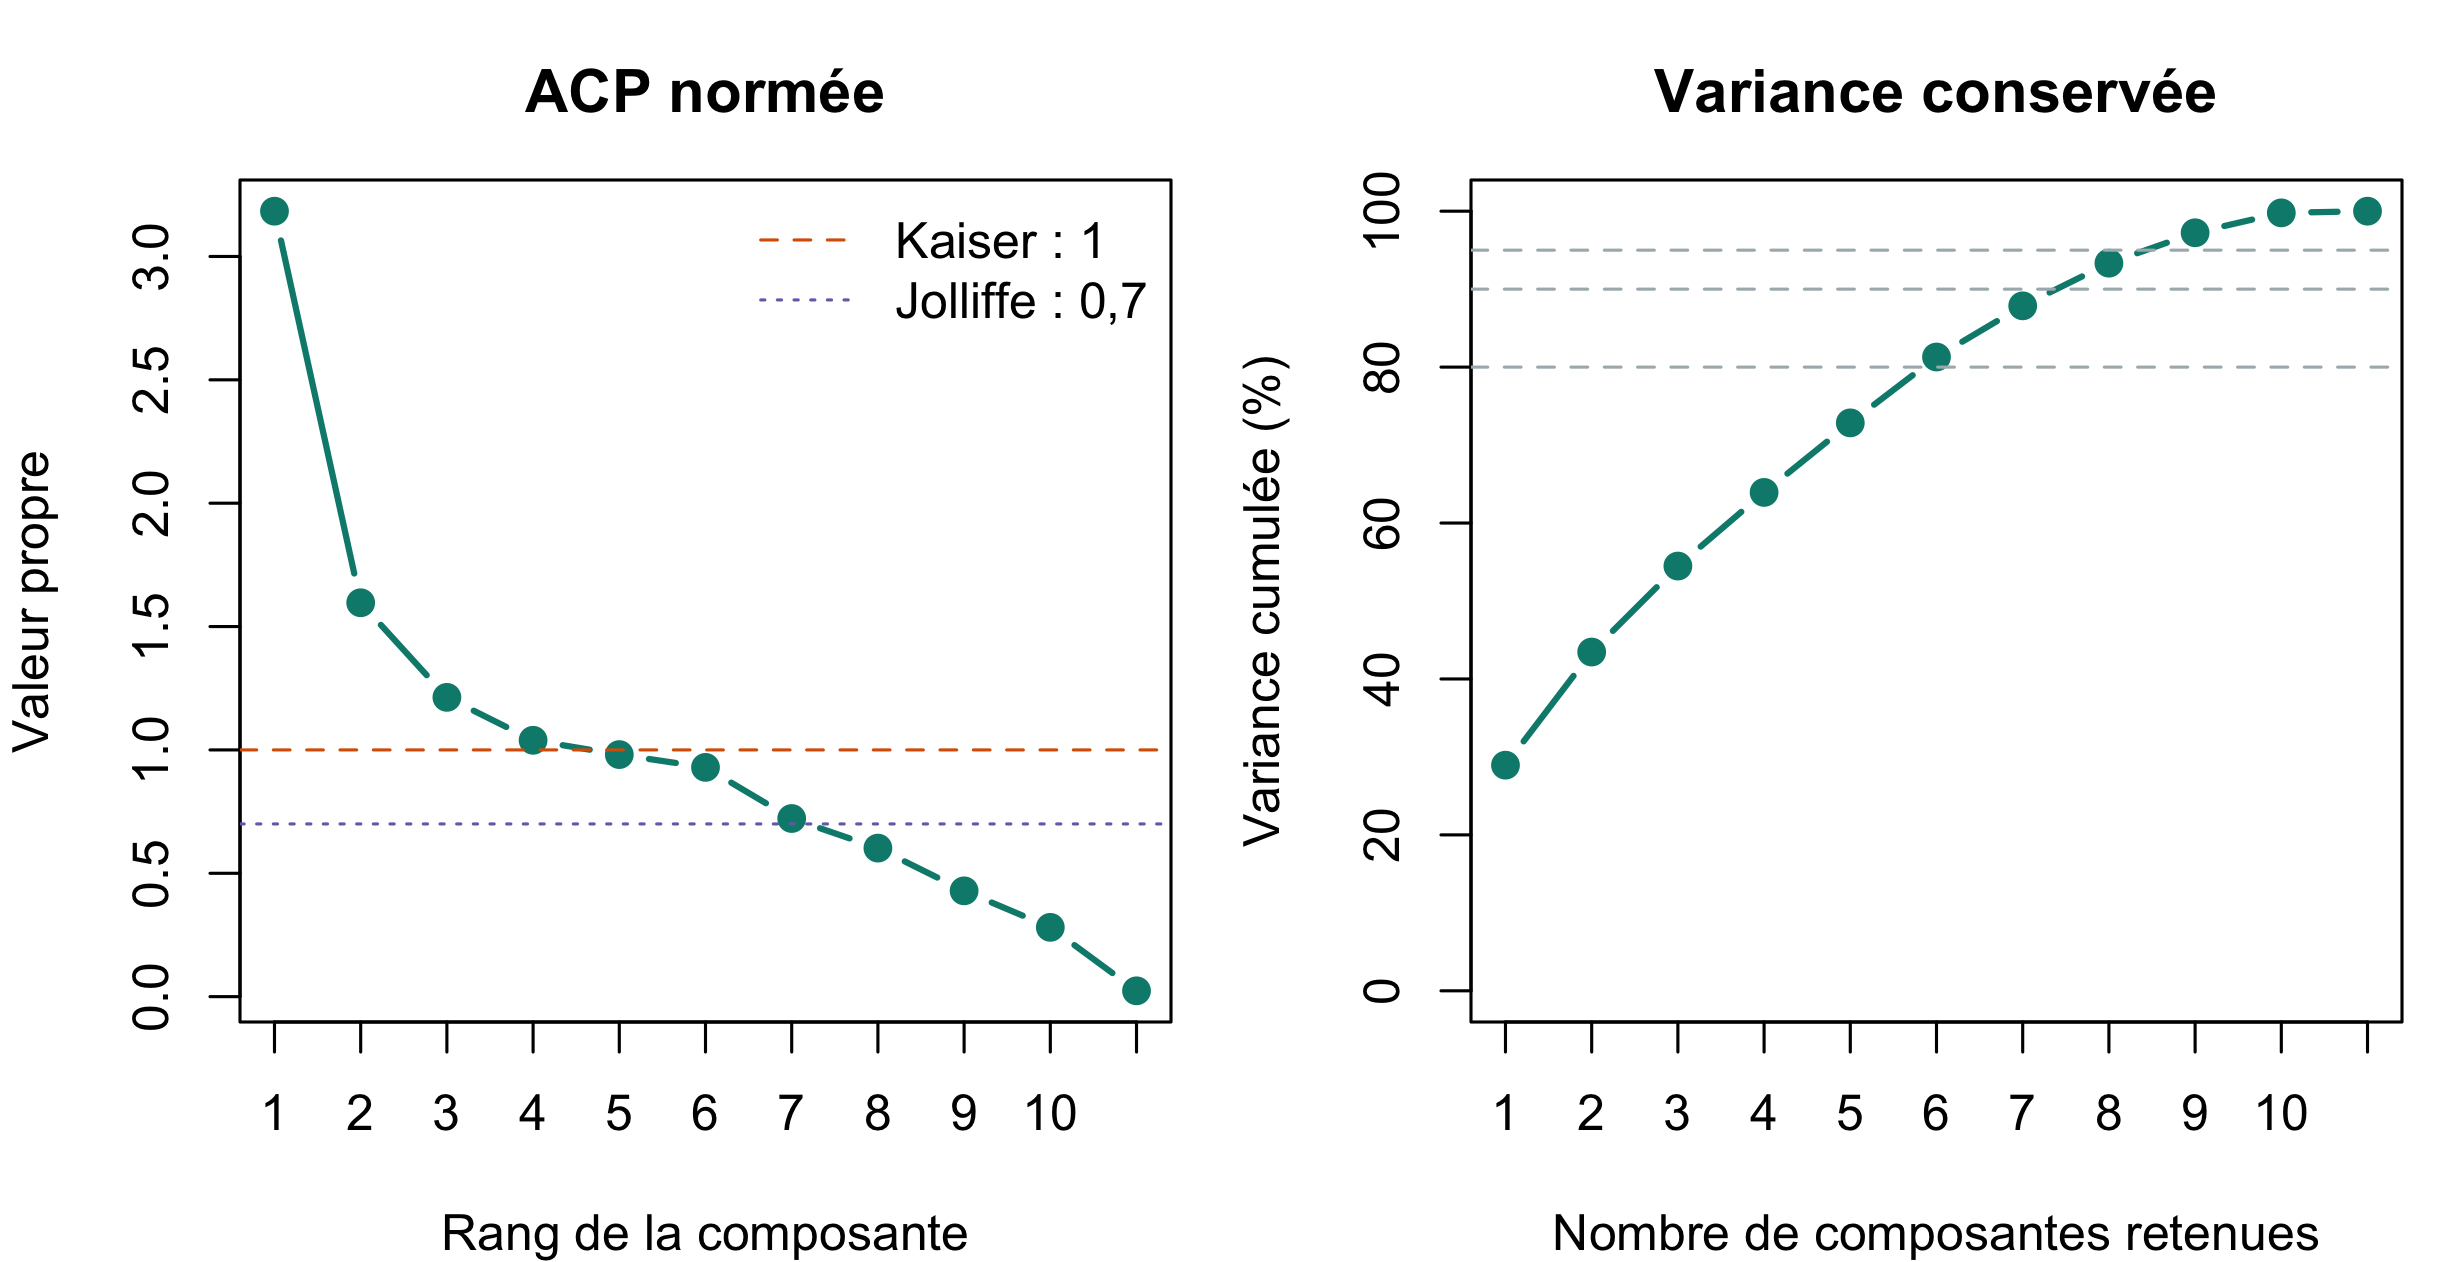 ACP normée
Kaiser : 1
Jolliffe : 0,7
Valeur propre
3.0
2.5
2.0
1.5
1.0
0.5
0.0
1 2 3 4 5 6 7 8 9 10
Rang de la composante
Variance conservée
Variance cumulée (%)
100
80
60
40
20
0
1 2 3 4 5 6 7 8 9 10
Nombre de composantes retenues